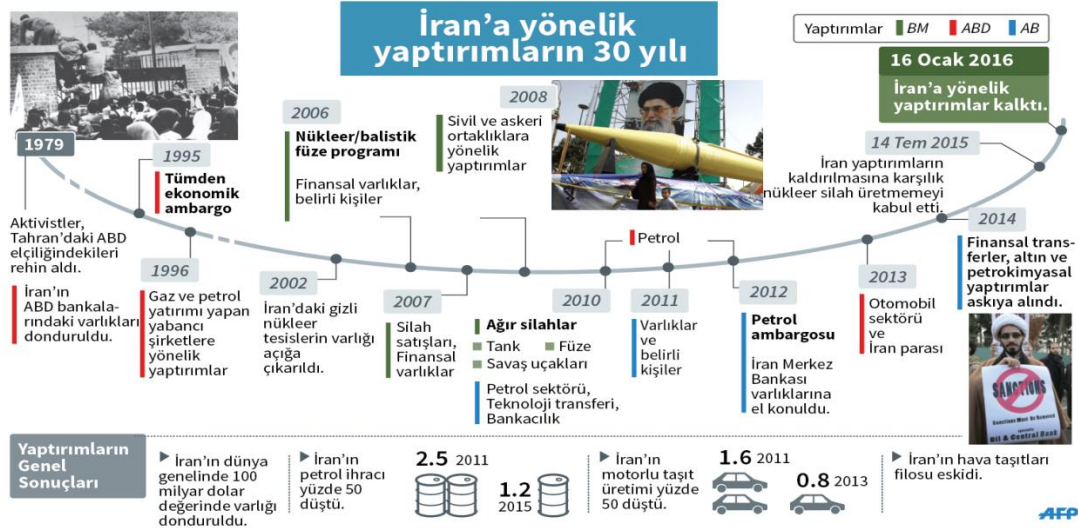 İran'a yönelik
yaptırımların 30 yılı
Yaptırımlar BM ABD AB
16 Ocak 2016
İran'a yönelik
yaptırımlar kalktı.
1979
Aktivistler,
Tahran'daki ABD
elçiliğindekileri
rehin aldı.
İran'ın
ABD bankala-
rındaki varlıkları
donduruldu.
1995
Tümden
ekonomik
ambargo
1996
Gaz ve petrol
yatırımı yapan
yabancı
şirketlere
yönelik
yaptırımlar
2002
İran'daki gizli
nükleer
tesislerin varlığı
açığa
çıkarıldı.
2006
Nükleer/balistik
füze programı
Finansal varlıklar,
belirli kişiler
2007
Silah
satışları,
Finansal
varlıklar
2008
Sivil ve askeri
ortaklıklara
yönelik
yaptırımlar
2010
Ağır silahlar
Tank Füze
Savaş uçakları
Petrol sektörü,
Teknoloji transferi,
Bankacılık
Petrol
2011
Varlıklar
ve
belirli
kişiler
2012
Petrol
ambargosu
İran Merkez
Bankası
varlıklarına
el konuldu.
2013
Otomobil
sektörü
ve
İran parası
2014
Finansal trans-
ferler, altın ve
petrokimyasal
yaptırımlar
askıya alındı.
14 Tem 2015
İran yaptırımların
kaldırılmasına karşılık
nükleer silah üretmemeyi
kabul etti.
SANCTIONS
Sanctions Must Be Removed
Oil & Central Bank
Yaptırımların
Genel
Sonuçları
İran'ın dünya
genelinde 100
milyar dolar
değerinde varlığı
donduruldu.
İran'ın
petrol ihracı
yüzde 50
düştü.
2.5 2011
1.2
2015
İran'ın
motorlu taşıt
üretimi yüzde
50 düştü.
1.6 2011
0.8 2013
İran'ın hava taşıtları
filosu eskidi.
AFP